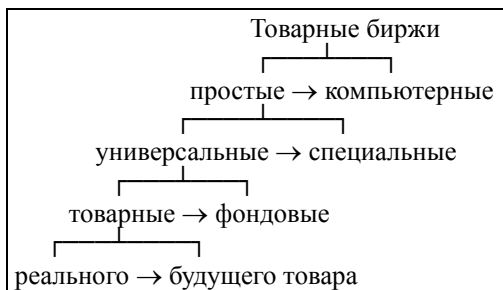 Товарные биржи
простые → компьютерные
универсальные → специальные
товарные → фондовые
реального → будущего товара